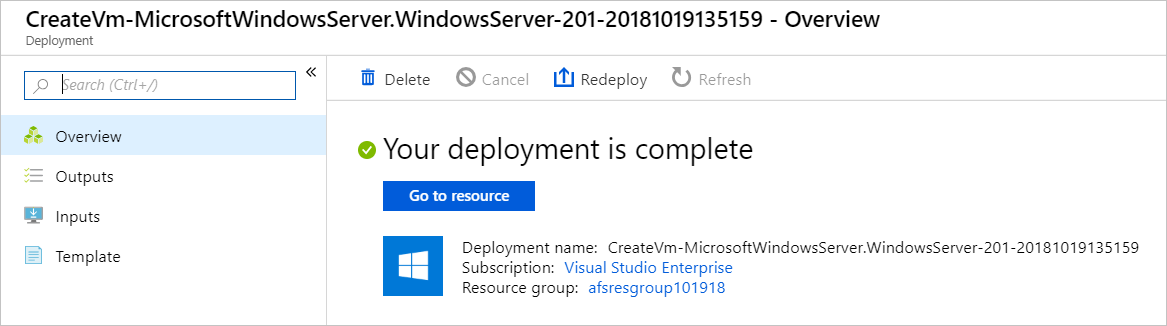 CreateVm-MicrosoftWindowsServer.WindowsServer-201-20181019135159 - Overview
Deployment
Search (Ctrl+/)
«
Delete
Cancel
Redeploy
Refresh
Overview
Outputs
Inputs
Template
Your deployment is complete
Go to resource
Deployment name: CreateVm-MicrosoftWindowsServer.WindowsServer-201-20181019135159
Subscription: Visual Studio Enterprise
Resource group: afsresgroup101918